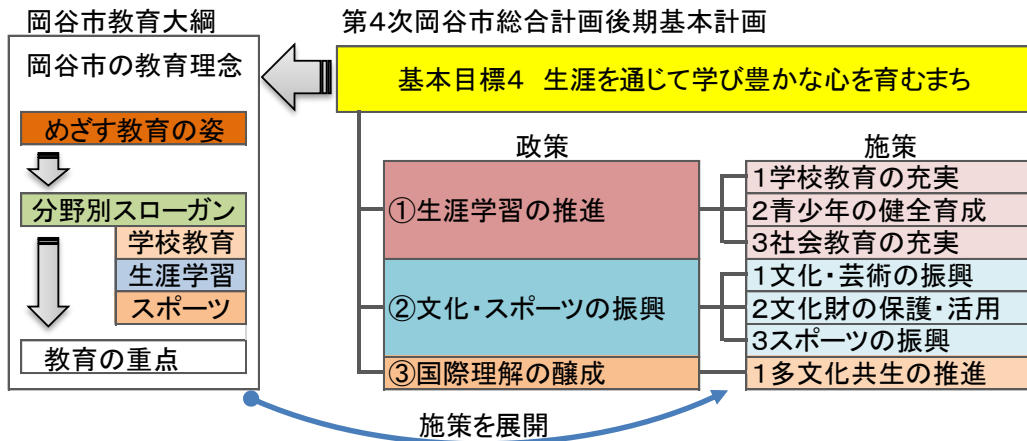 岡谷市教育大綱
岡谷市の教育理念
めざす教育の姿
分野別スローガン
学校教育
生涯学習
スポーツ
教育の重点
第4次岡谷市総合計画後期基本計画
基本目標4 生涯を通じて学び豊かな心を育むまち
政策
①生涯学習の推進
②文化・スポーツの振興
③国際理解の醸成
施策
1学校教育の充実
2青少年の健全育成
3社会教育の充実
1文化・芸術の振興
2文化財の保護・活用
3スポーツの振興
1多文化共生の推進
施策を展開